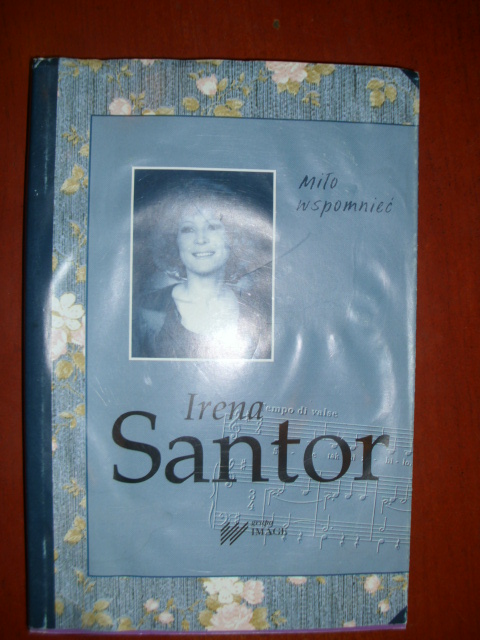 Miło
wspomnieć
Irena
Tempo di valse
Santor
grupa
IMAGE